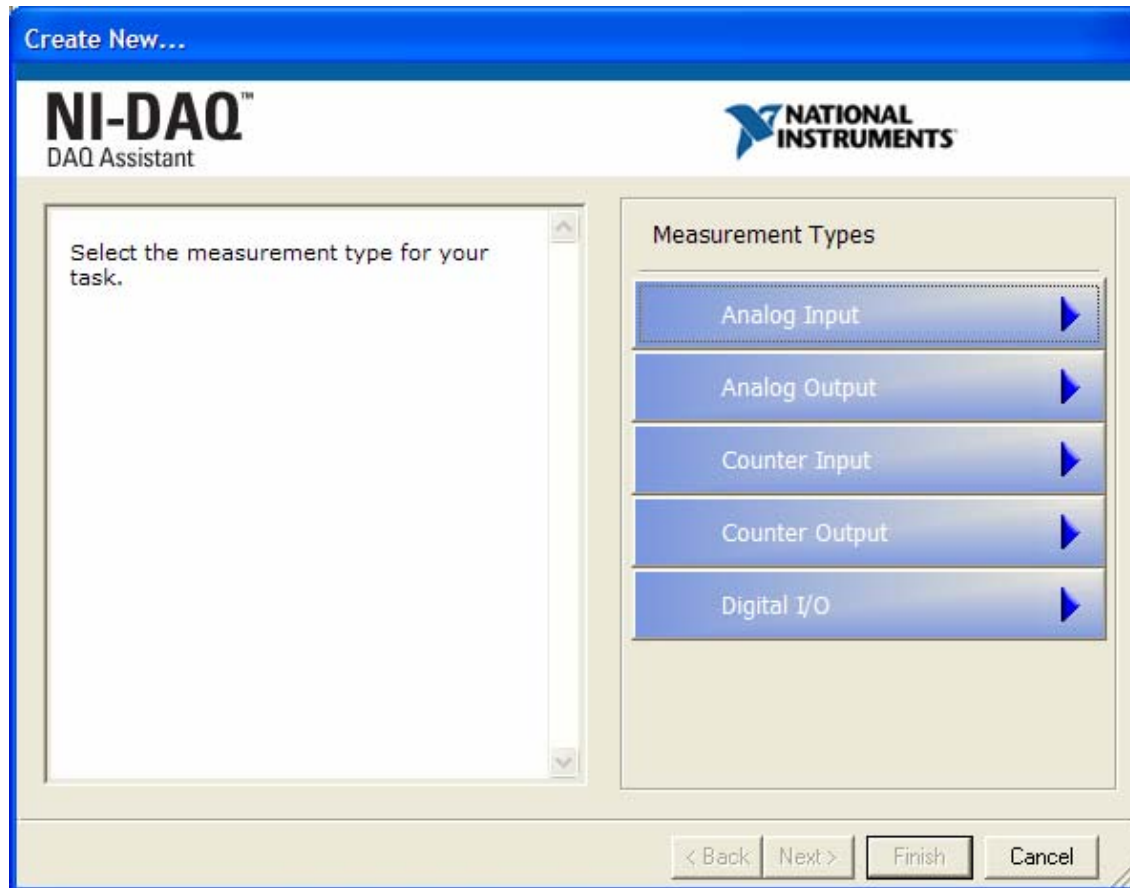 Create New...
NI-DAQ™
DAQ Assistant
NATIONAL
INSTRUMENTS
Select the measurement type for your
task.
Measurement Types
Analog Input
Analog Output
Counter Input
Counter Output
Digital I/O
< Back
Next >
Finish
Cancel